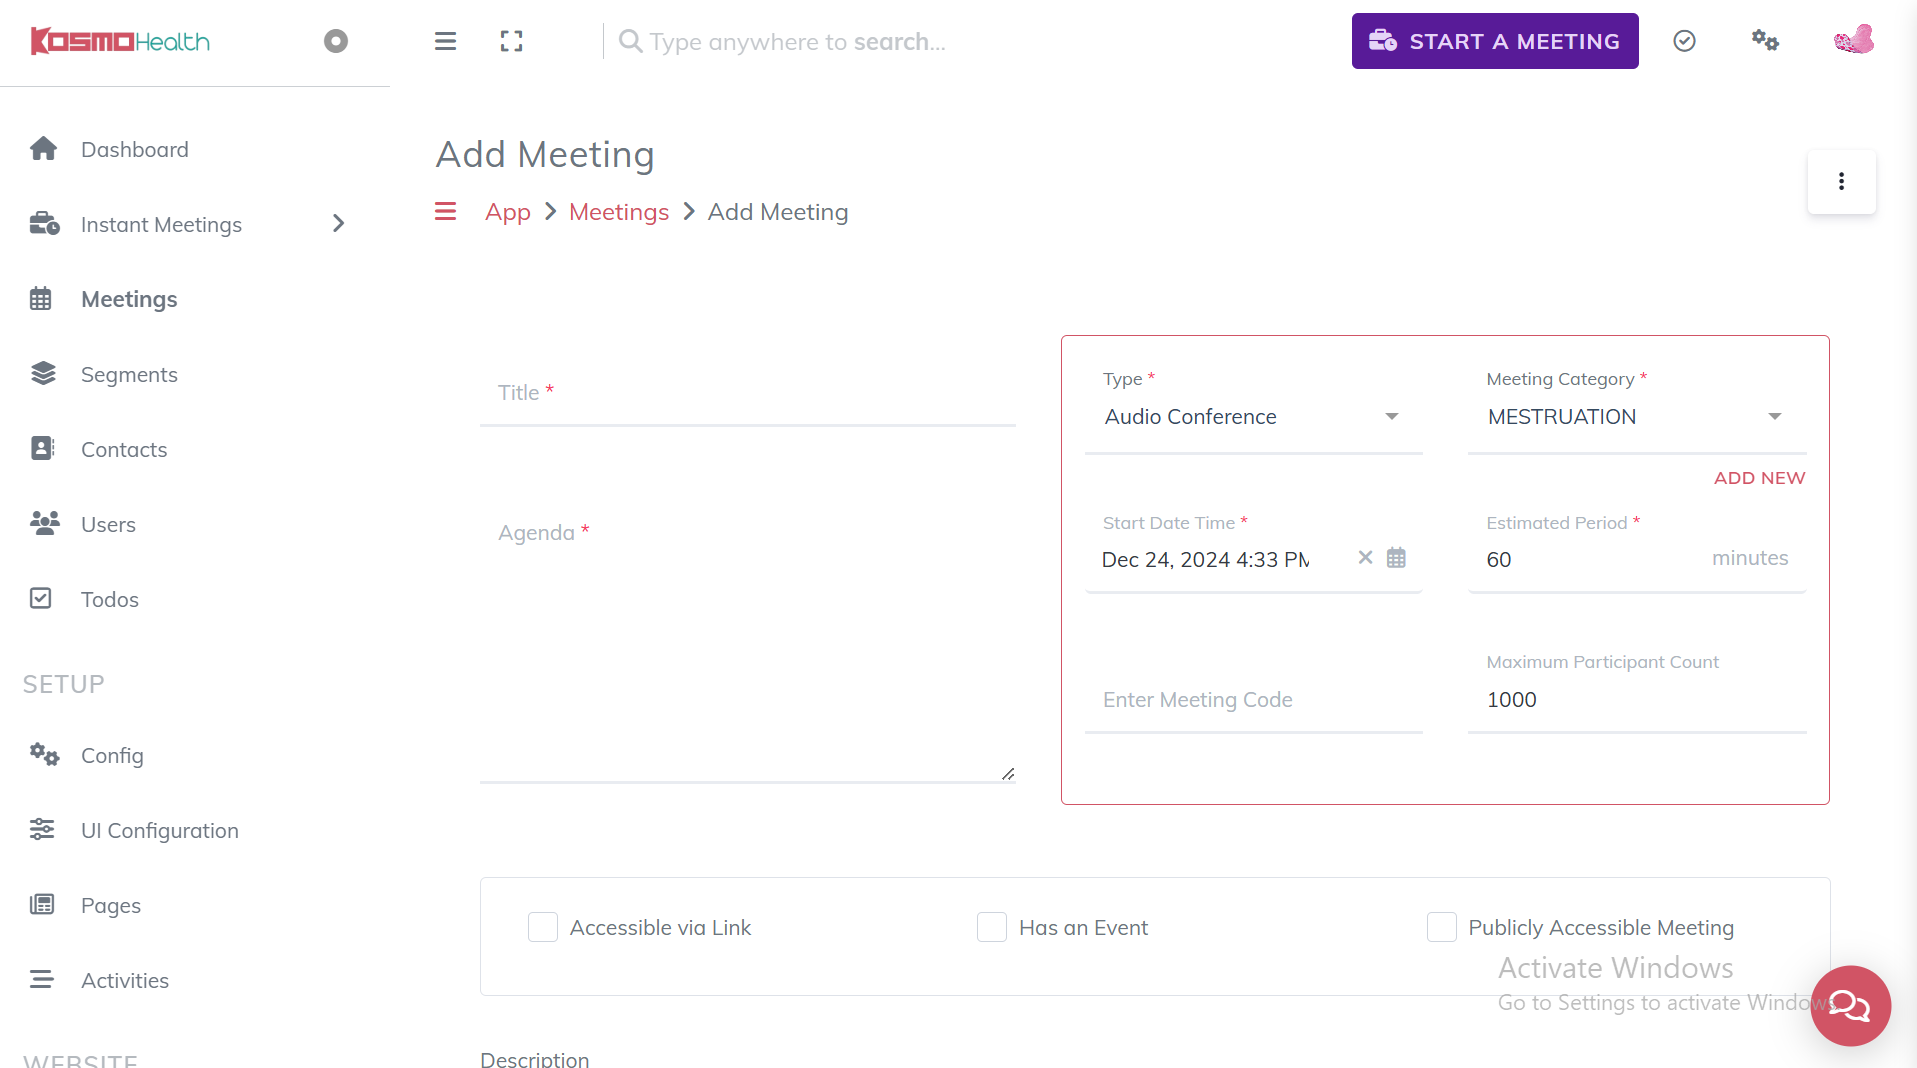 KosmoHealth
Type anywhere to search...
START A MEETING
Dashboard
Instant Meetings
Meetings
Segments
Contacts
Users
Todos
SETUP
Config
UI Configuration
Pages
Activities
WEBSITE
Add Meeting
App > Meetings > Add Meeting
Title *
Agenda *
Type *
Audio Conference
Meeting Category *
MESTRUATION
ADD NEW
Start Date Time *
Dec 24, 2024 4:33 PM
Estimated Period *
60 minutes
Enter Meeting Code
Maximum Participant Count
1000
Accessible via Link
Has an Event
Publicly Accessible Meeting
Activate Windows
Go to Settings to activate Windows.
Description